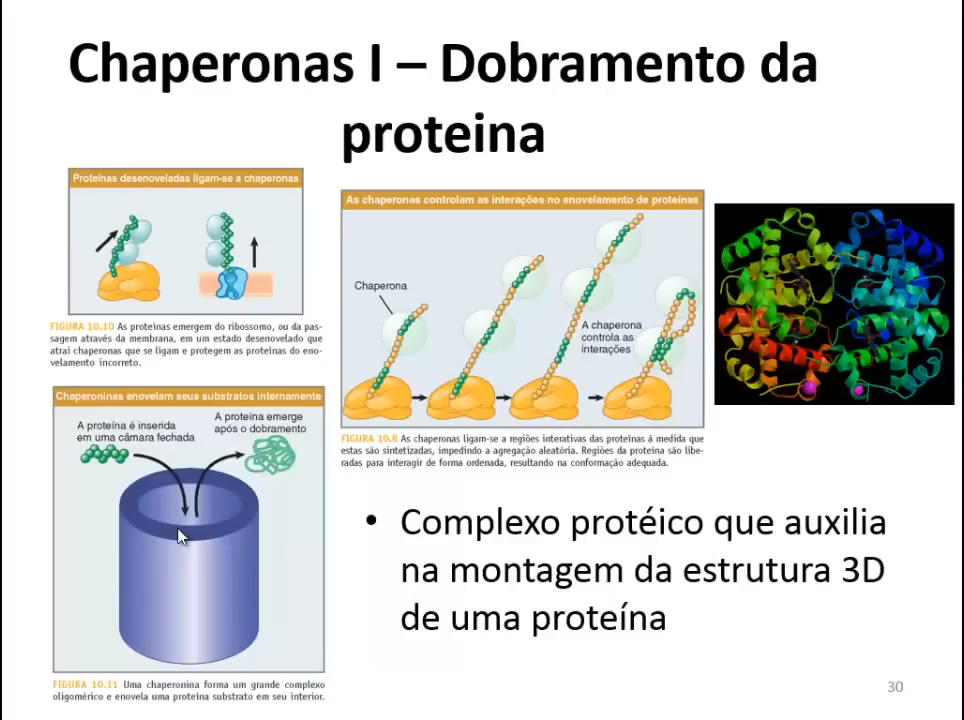 Chaperonas I – Dobramento da
proteina
Proteínas desenoveladas ligam-se a chaperonas
FIGURA 10.10 As proteínas emergem do ribossomo, ou da pas-
sagem através da membrana, em um estado desenovelado que
atrai chaperonas que se ligam e protegem as proteínas do eno-
velamento incorreto.
As chaperonas controlam as interações no enovelamento de proteínas
Chaperona
A chaperona
controla as
interações
FIGURA 10.8 As chaperonas ligam-se a regiões interativas das proteínas à medida que
estas são sintetizadas, impedindo a agregação aleatória. Regiões da proteína são libe-
radas para interagir de forma ordenada, resultando na conformação adequada.
Chaperoninas enovelam seus substratos internamente
A proteína é inserida
em uma câmara fechada
A proteína emerge
após o dobramento
FIGURA 10.11 Uma chaperonina forma um grande complexo
oligomérico e enovela uma proteína substrato em seu interior.
• Complexo protéico que auxilia
na montagem da estrutura 3D
de uma proteína
30